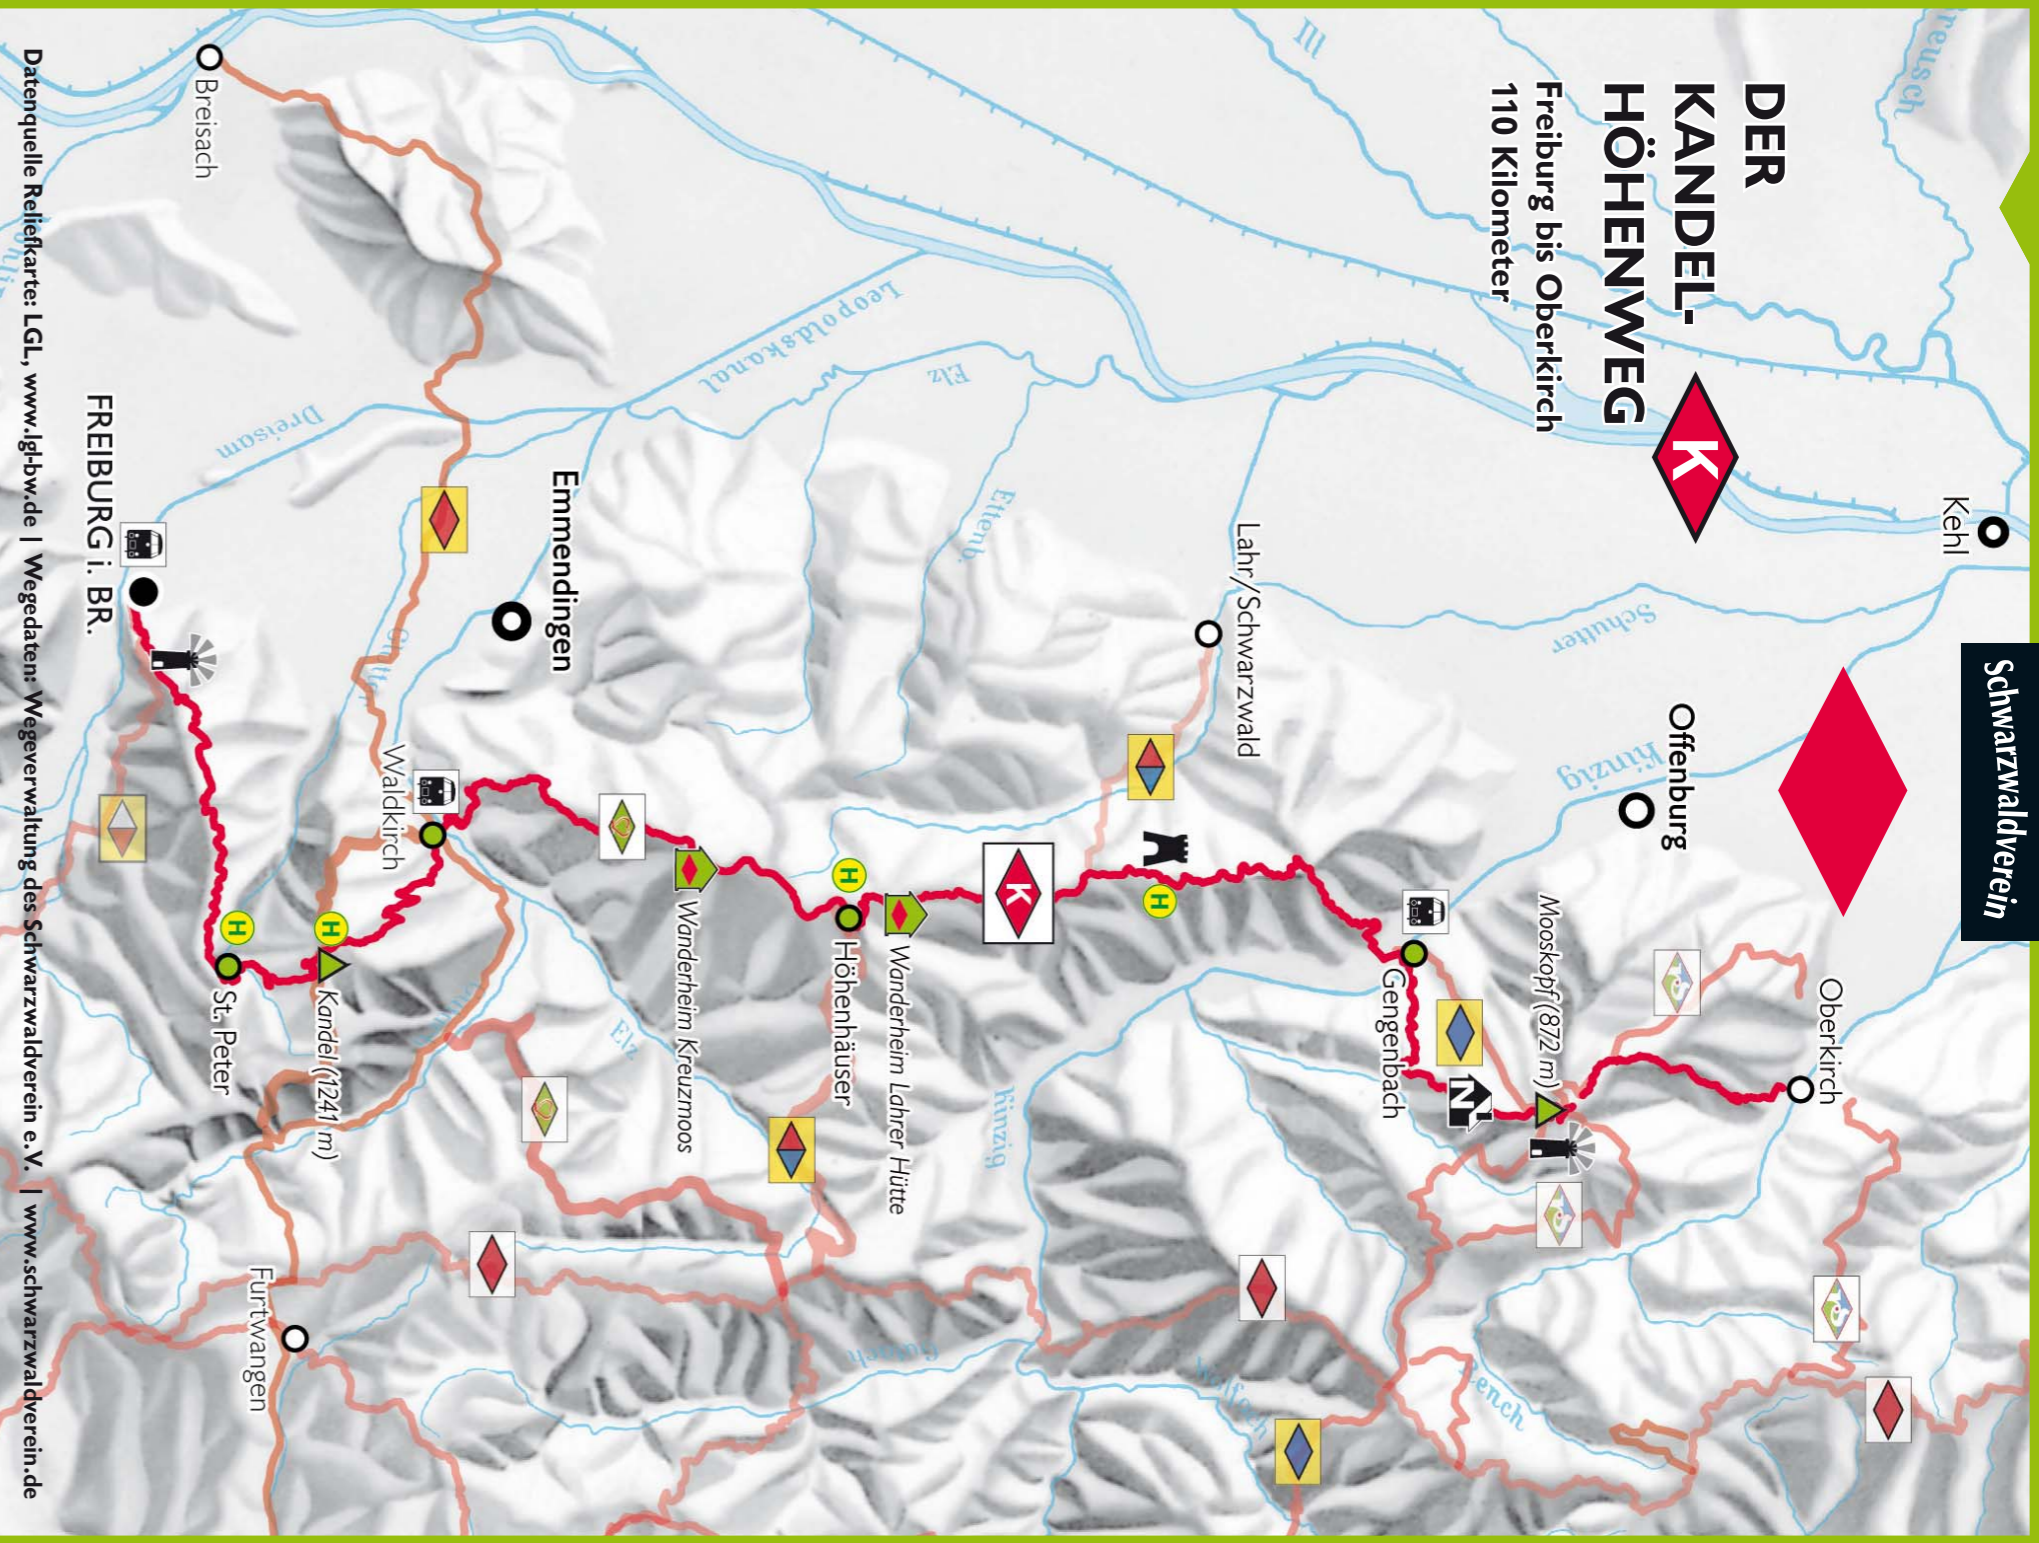 Schwarzwaldverein
DER
KANDEL-
HÖHENWEG
Freiburg bis Oberkirch
110 Kilometer
K
Ill
Kehl
Oberkirch
Offenburg
Kinzig
Schutter
Mooskopf (872 m)
N
Gengenbach
Rench
Lahr/Schwarzwald
H
K
Kinzig
Wolfach
Gutach
Ettenb.
Elz
Leopoldskanal
Wanderheim Lahrer Hütte
H
Höhenhäuser
Wanderheim Kreuzmoos
Elz
Emmendingen
Waldkirch
Glotter
Dreisam
H
Kandel (1241 m)
H
St. Peter
Furtwangen
Breisach
FREIBURG i. BR.
Datenquelle Reliefkarte: LGL, www.lgl-bw.de | Wegedaten: Wegeverwaltung des Schwarzwaldverein e.V. | www.schwarzwaldverein.de